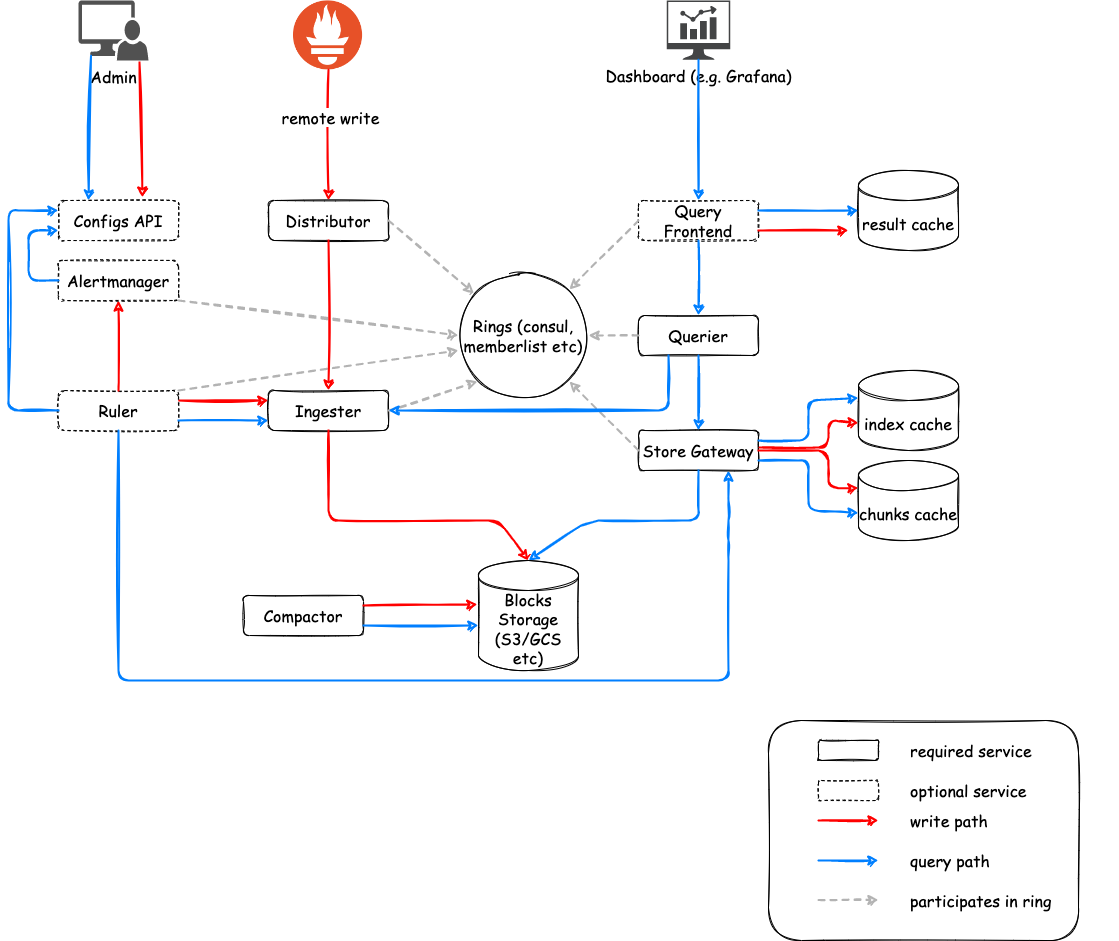 Admin
Dashboard (e.g. Grafana)
remote write
Configs API
Distributor
Query
Frontend
result cache
Alertmanager
Rings (consul,
memberlist etc)
Querier
Ruler
Ingester
Store Gateway
index cache
chunks cache
Compactor
Blocks
Storage
(S3/GCS
etc)
required service
optional service
write path
query path
participates in ring